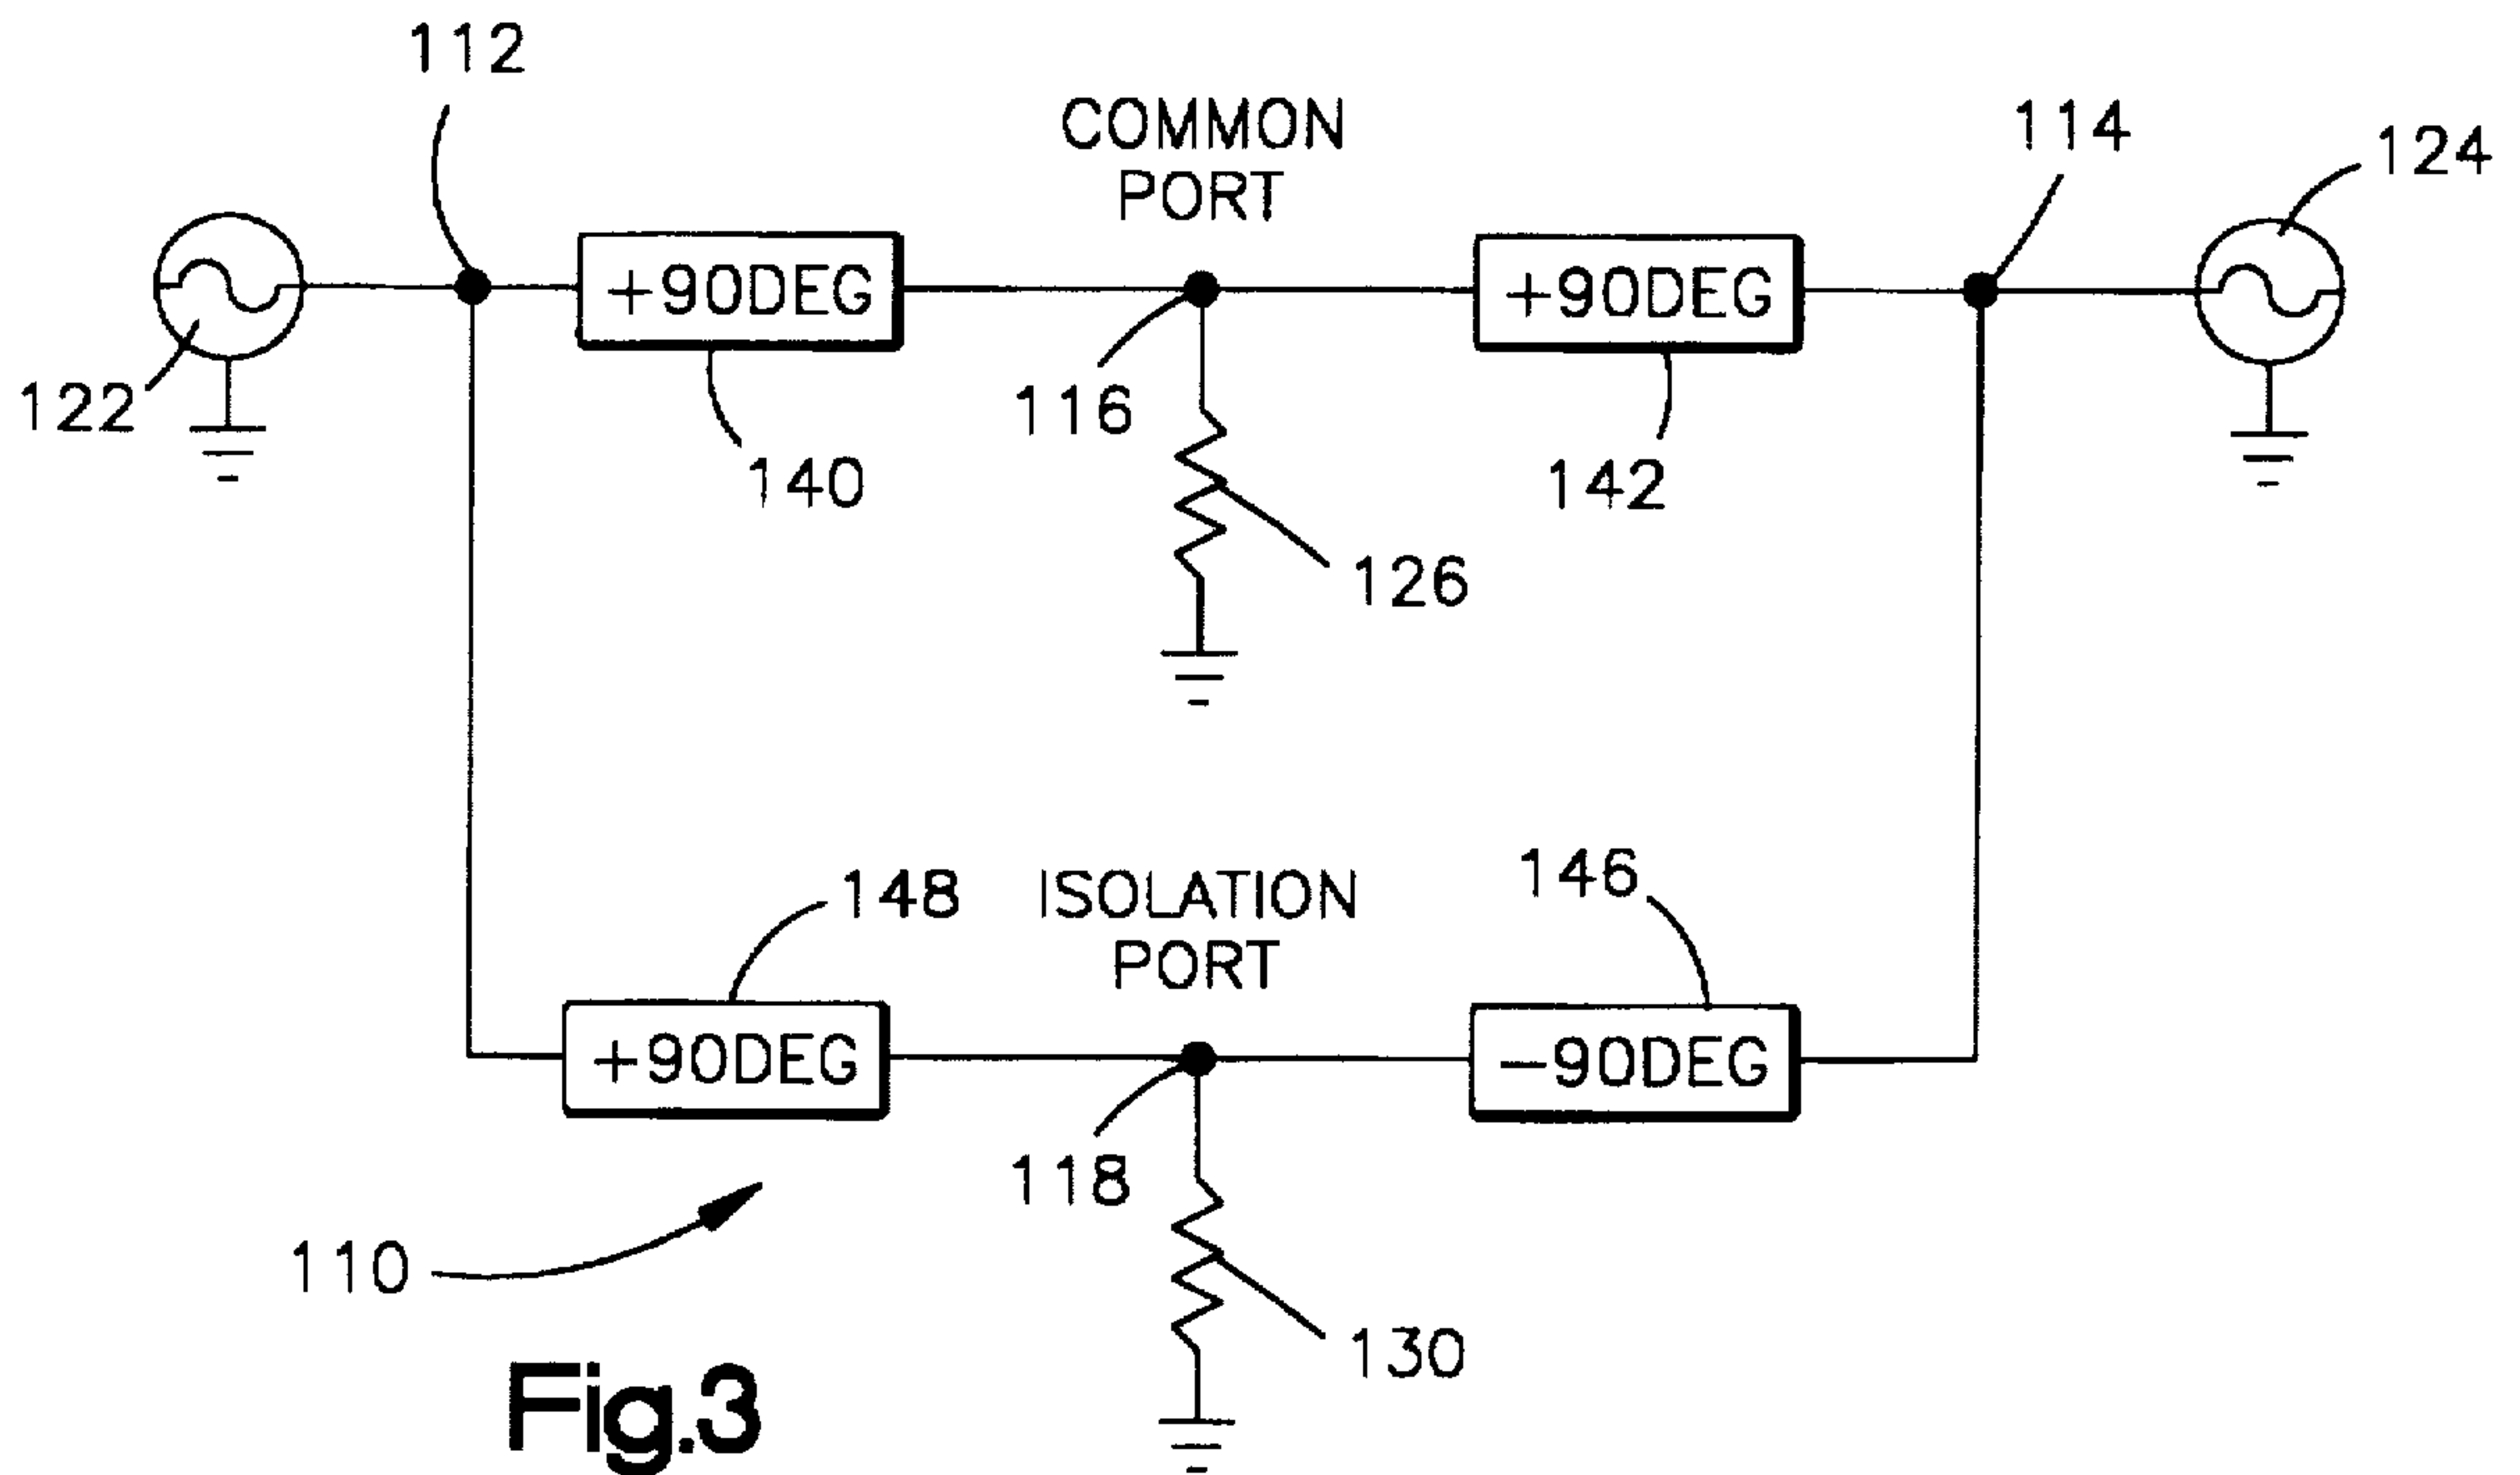 112
COMMON
PORT
114
124
+90DEG
+90DEG
122
116
140
142
126
148
ISOLATION
PORT
146
+90DEG
-90DEG
118
110
130
Fig.3